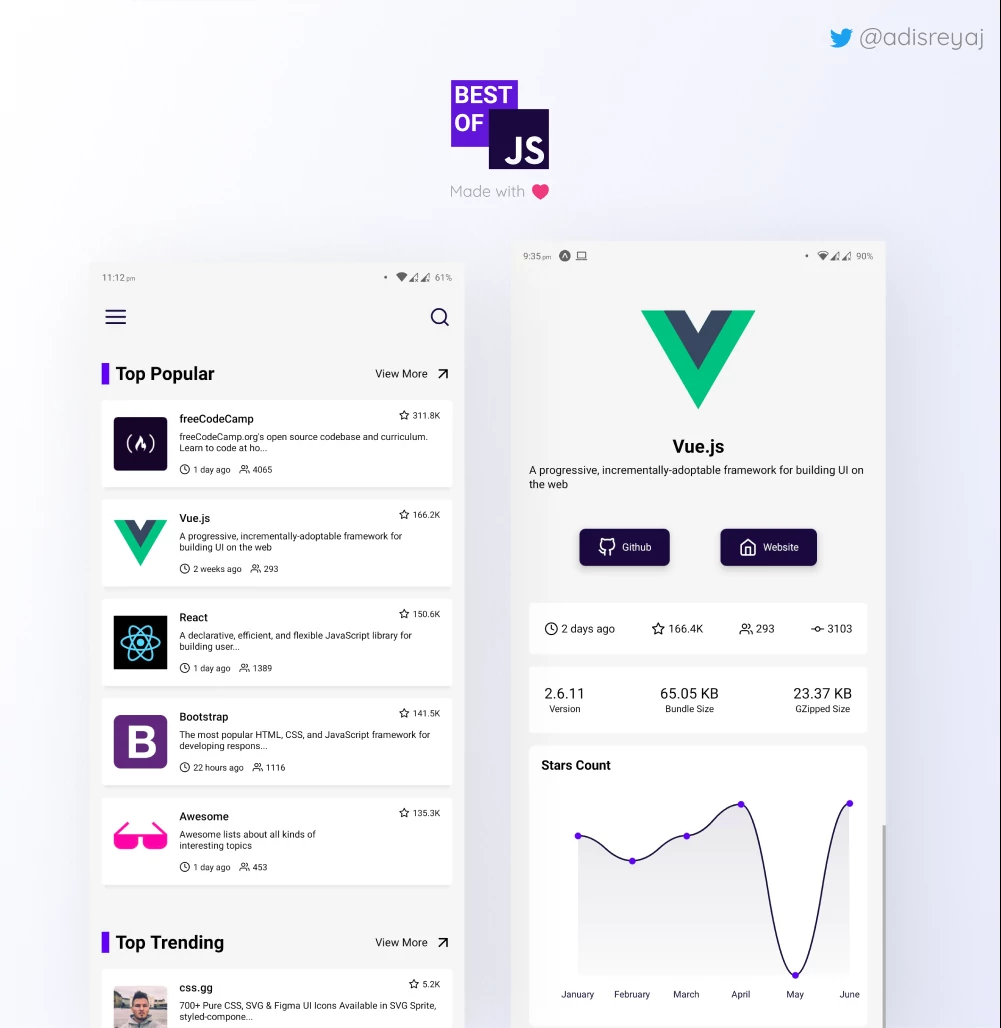 @adisreyaj
BEST
OF
JS
Made with
11:12 pm
61%
Top Popular
View More
freeCodeCamp
311.8K
freeCodeCamp.org's open source codebase and curriculum.
Learn to code at ho...
1 day ago
4065
Vue.js
166.2K
A progressive, incrementally-adoptable framework for
building UI on the web
2 weeks ago
293
React
150.6K
A declarative, efficient, and flexible JavaScript library for
building user...
1 day ago
1389
B
Bootstrap
141.5K
The most popular HTML, CSS, and JavaScript framework for
developing respons...
22 hours ago
1116
Awesome
135.3K
Awesome lists about all kinds of
interesting topics
1 day ago
453
Top Trending
View More
css.gg
5.2K
700+ Pure CSS, SVG & Figma UI Icons Available in SVG Sprite,
styled-compone...
9:35 pm
90%
Vue.js
A progressive, incrementally-adoptable framework for building UI on
the web
Github
Website
2 days ago
166.4K
293
3103
2.6.11
65.05 KB
23.37 KB
Version
Bundle Size
GZipped Size
Stars Count
January
February
March
April
May
June